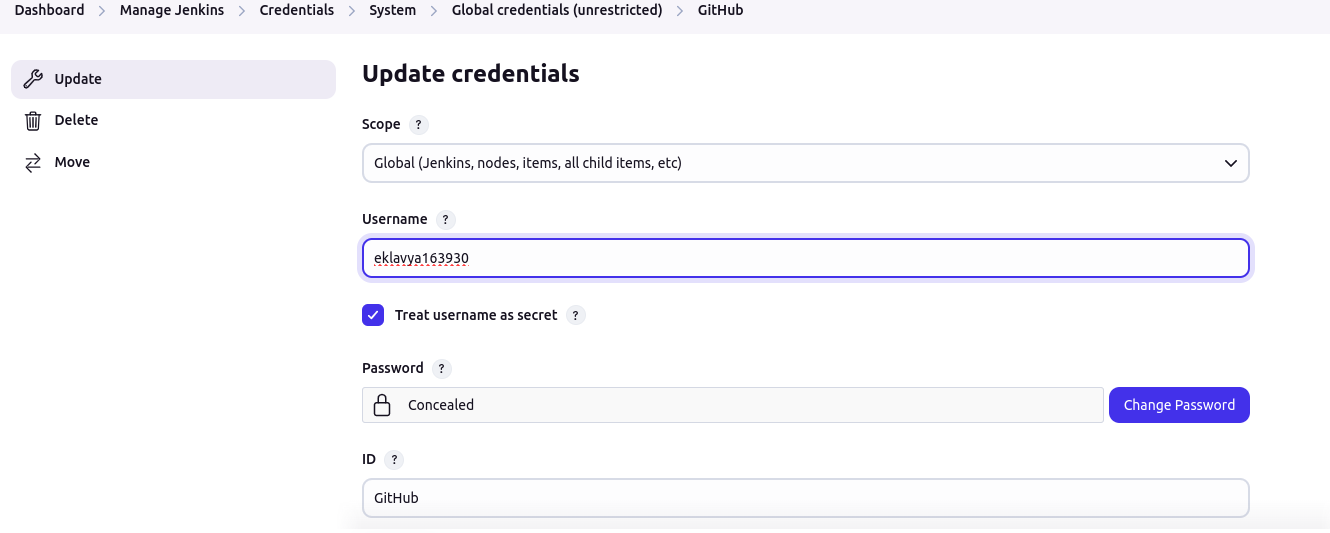 Dashboard > Manage Jenkins > Credentials > System > Global credentials (unrestricted) > GitHub
Update
Delete
Move
Update credentials
Scope ?
Global (Jenkins, nodes, items, all child items, etc)
Username ?
eklavya163930
Treat username as secret ?
Password ?
Concealed
Change Password
ID ?
GitHub